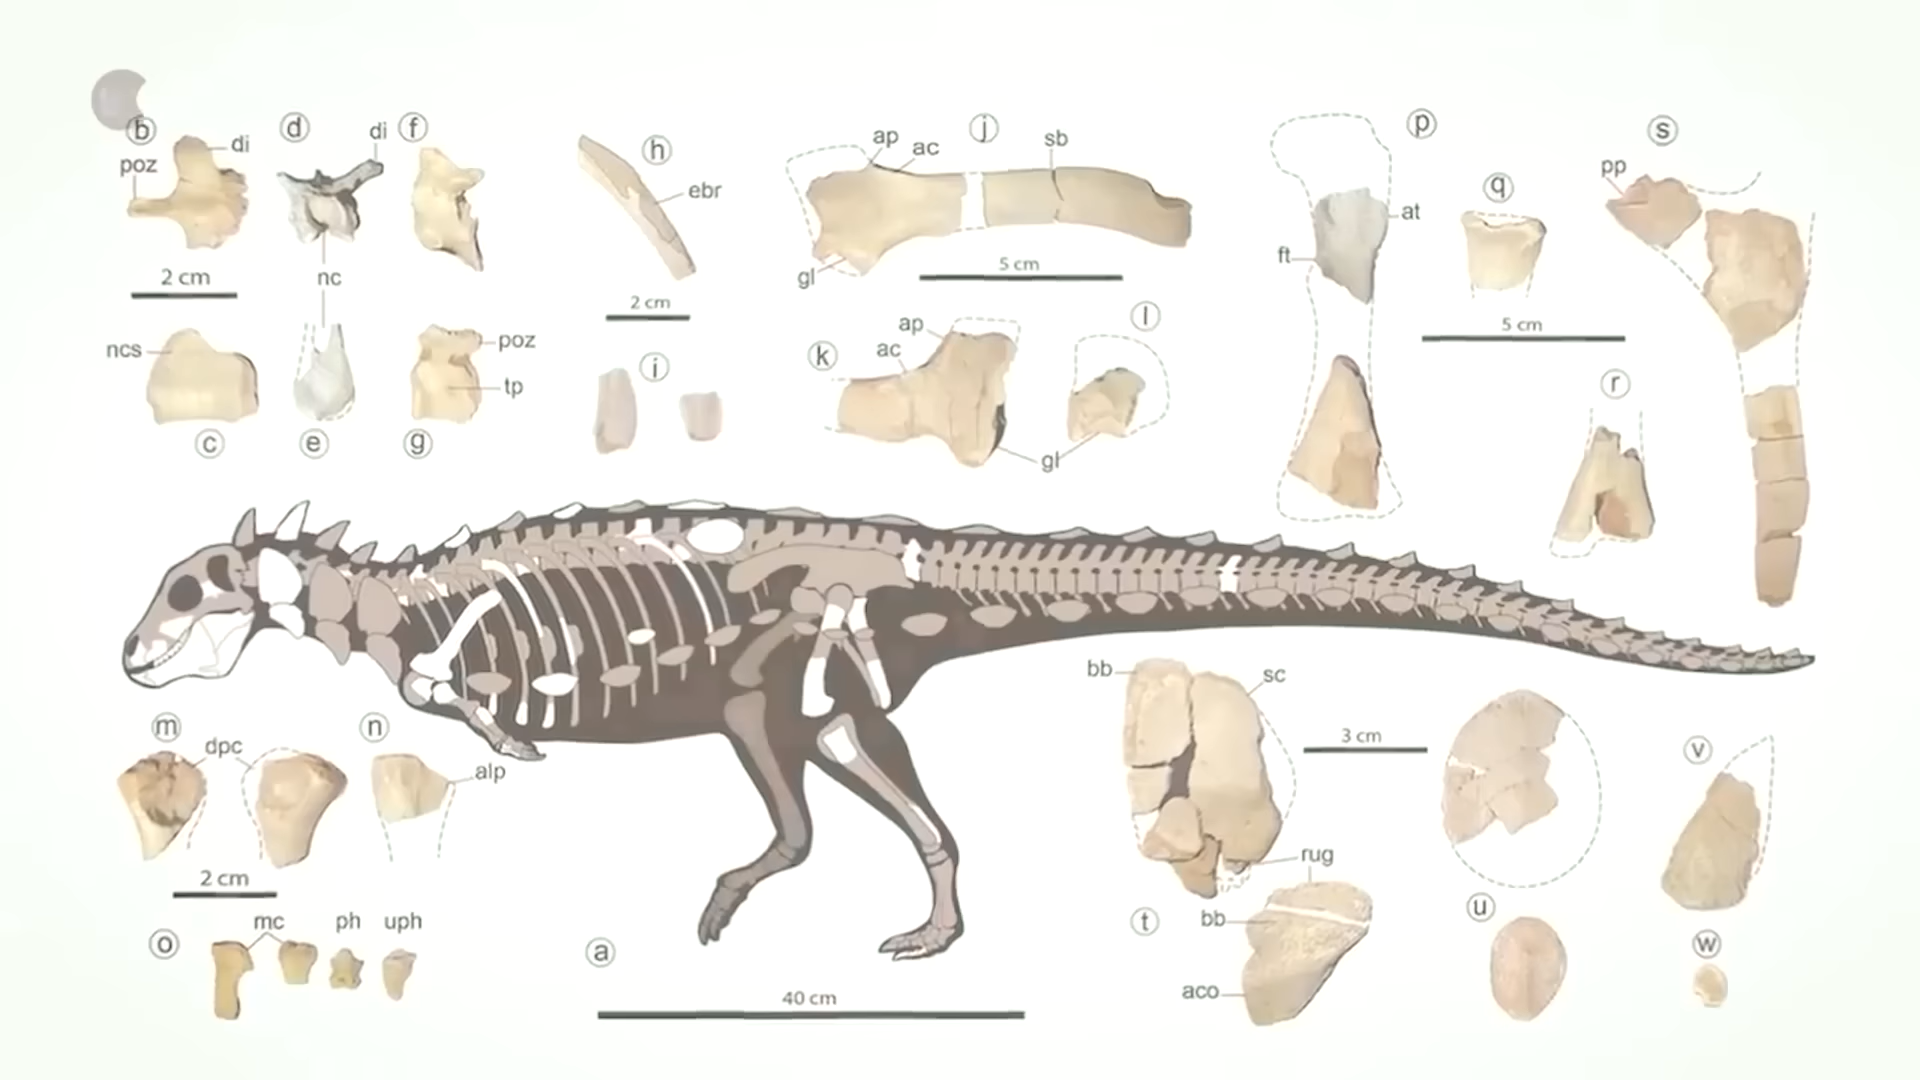 b
di
poz
2 cm
d
di
nc
f
h
ebr
2 cm
ap
ac
j
sb
gl
5 cm
p
at
ft
q
5 cm
s
pp
ncs
c
e
poz
tp
g
i
ap
ac
k
l
gl
r
m
dpc
n
alp
2 cm
o
mc
ph
uph
a
40 cm
bb
sc
3 cm
rug
t
bb
aco
u
v
w